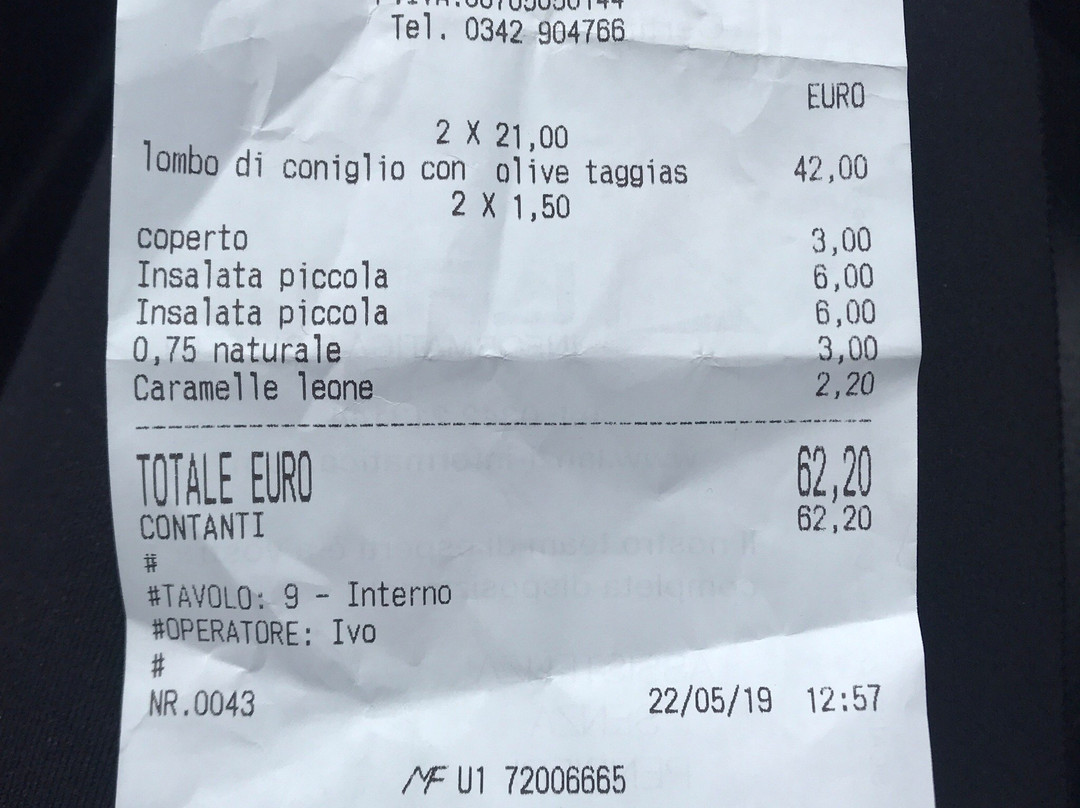 Tel. 0342 904766
EURO
2 X 21,00
lombo di coniglio con olive taggias 42,00
2 X 1,50
coperto 3,00
Insalata piccola 6,00
Insalata piccola 6,00
0,75 naturale 3,00
Caramelle leone 2,20
TOTALE EURO 62,20
CONTANTI 62,20
#
#TAVOLO: 9 - Interno
#OPERATORE: Ivo
#
NR.0043 22/05/19 12:57
MF U1 72006665